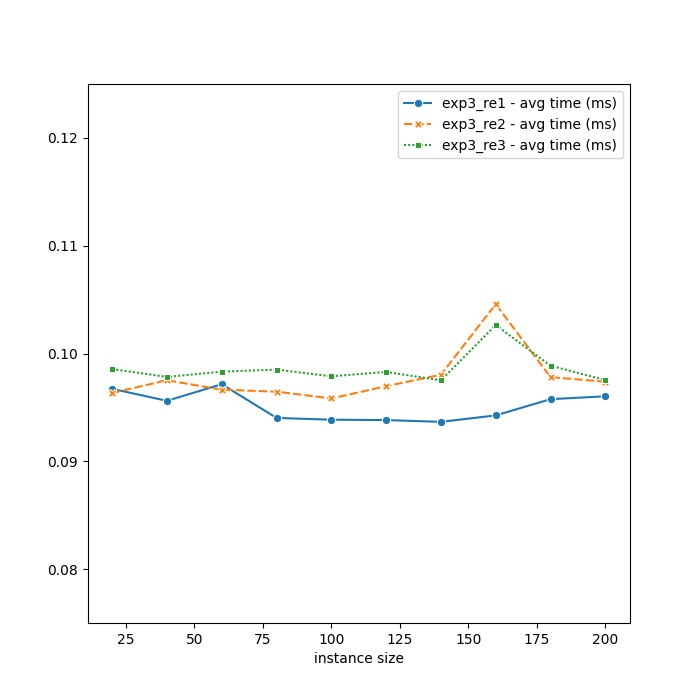 exp3_re1 - avg time (ms)
exp3_re2 - avg time (ms)
exp3_re3 - avg time (ms)
0.12
0.11
0.10
0.09
0.08
25 50 75 100 125 150 175 200
instance size